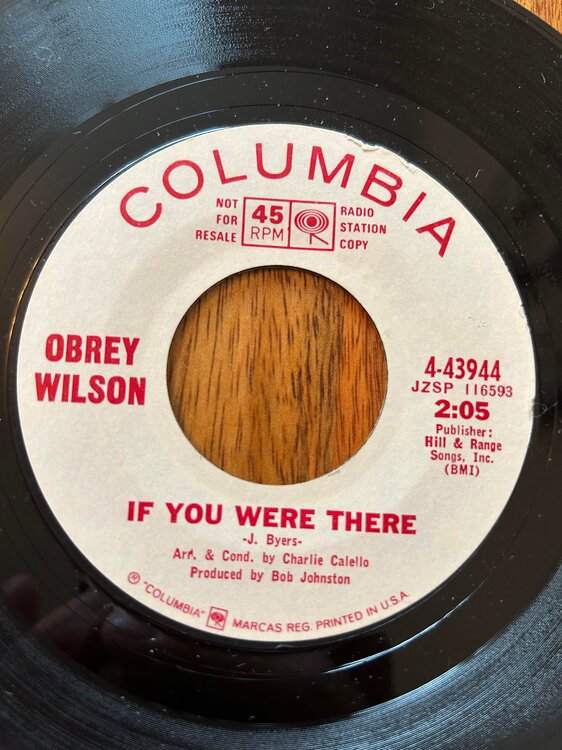 COLUMBIA
NOT
FOR
RESALE
45
RPM
RADIO
STATION
COPY
OBREY
WILSON
4-43944
JZSP 116593
2:05
Publisher:
Hill & Range
Songs, Inc.
(BMI)
IF YOU WERE THERE
-J. Byers-
Arr. & Cond. by Charlie Calello
Produced by Bob Johnston
® "COLUMBIA" MARCAS REG. PRINTED IN U.S.A.